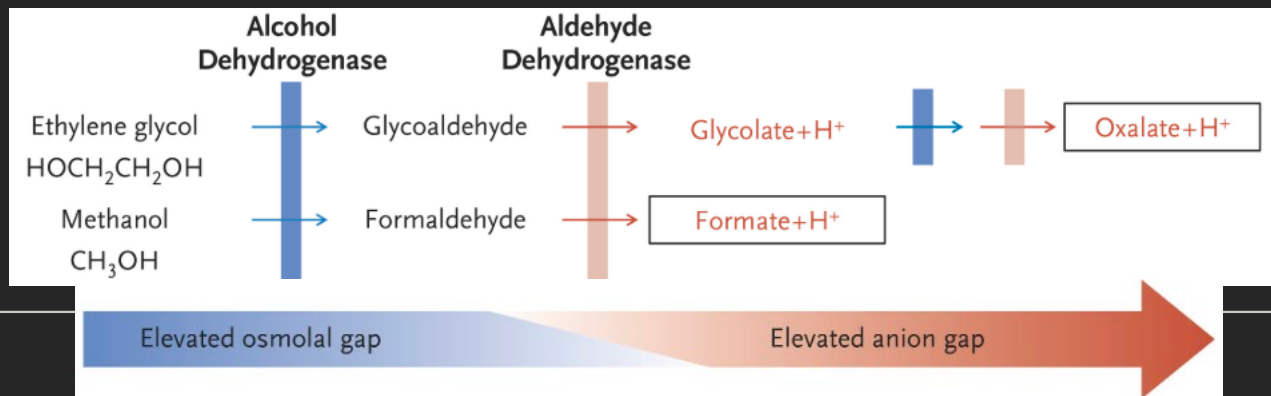 Alcohol
Dehydrogenase
Aldehyde
Dehydrogenase
Ethylene glycol
HOCH₂CH₂OH
Glycoaldehyde
Glycolate+H⁺
Oxalate+H⁺
Methanol
CH₃OH
Formaldehyde
Formate+H⁺
Elevated osmolal gap
Elevated anion gap